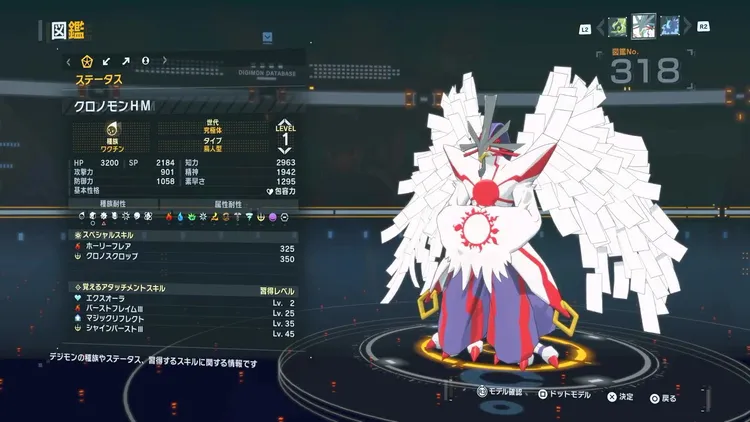 図鑑
L2
R2
図鑑No.
318
ステータス
DIGIMON DATABASE
クロノモンHM
種族
ワクチン
世代
究極体
タイプ
鳥人型
LEVEL
1
HP 3200 SP 2184 知力 2963
攻撃力 901 精神 1942
防御力 1058 素早さ 1295
基本性格 包容力
種族耐性 属性耐性
スペシャルスキル
ホーリーフレア 325
クロノスクロップ 350
覚えるアタッチメントスキル 習得レベル
エクスオーラ Lv. 2
バーストフレイムⅢ Lv. 25
マジックリフレクト Lv. 35
シャインバーストⅢ Lv. 45
デジモンの種族やステータス、習得するスキルに関する情報です
R3 モデル確認 ドットモデル 決定 戻る